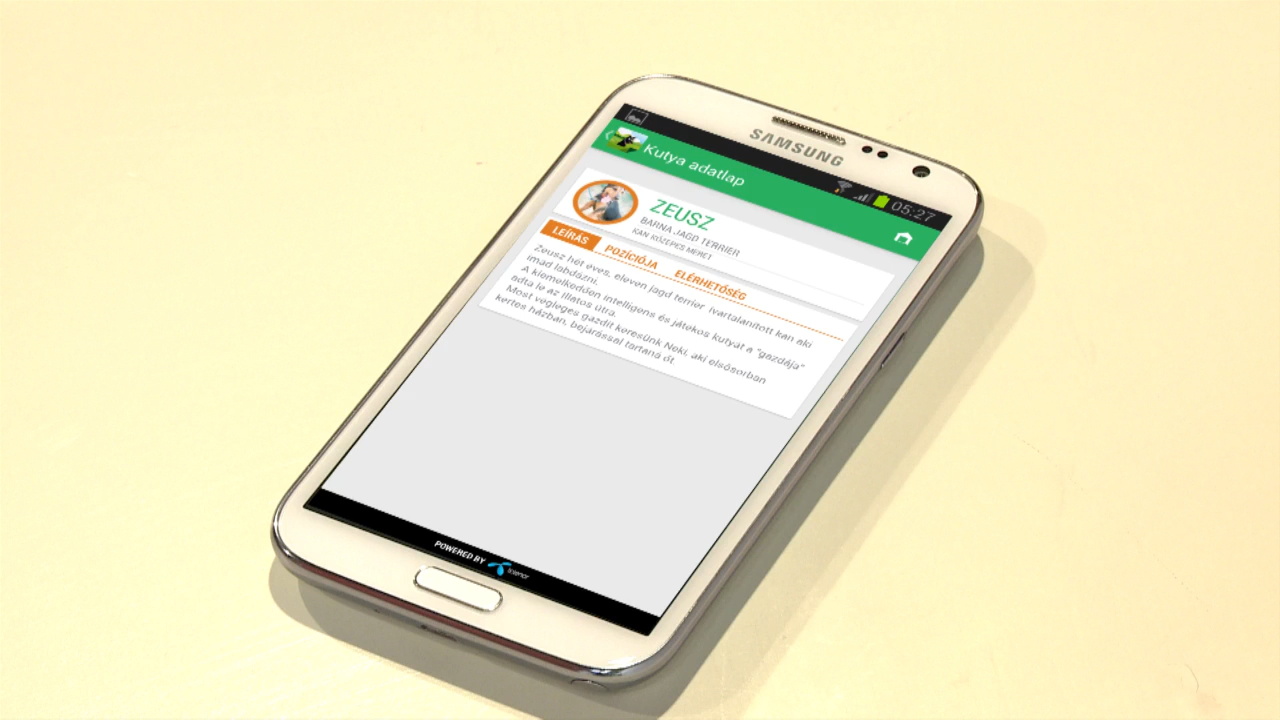 SAMSUNG
05:27
Kutya adatlap
ZEUSZ
BARNA JAGD TERRIER
KAN KÖZEPES MÉRET
LEÍRÁS POZÍCIÓJA ELÉRHETŐSÉG
Zeusz hét éves, eleven jagd terrier ivartalanított kan aki
imád labdázni.
A kiemelkedően intelligens és játékos kutyát a "gazdája"
adta le az Illatos útra.
Most végleges gazdit keresünk Neki, aki elsősorban
kertes házban, bejárással tartaná őt.
POWERED BY telenor